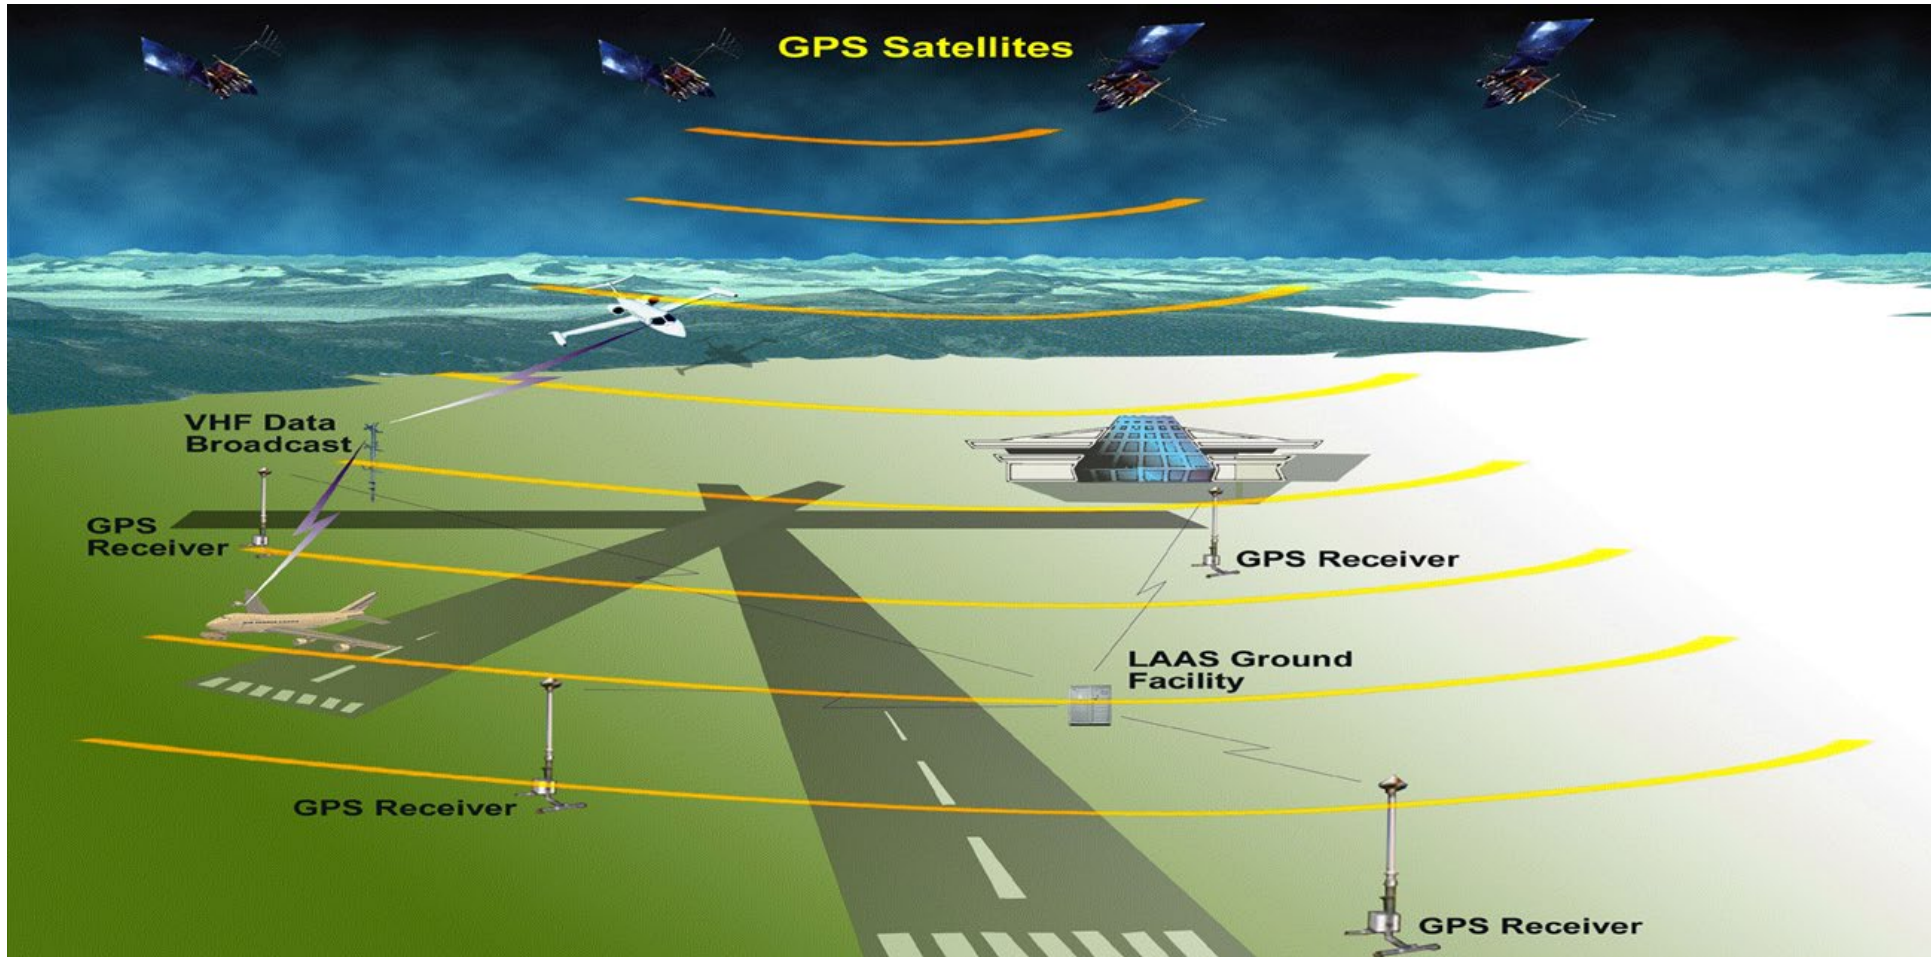 GPS Satellites
VHF Data
Broadcast
GPS
Receiver
GPS Receiver
LAAS Ground
Facility
GPS Receiver
GPS Receiver